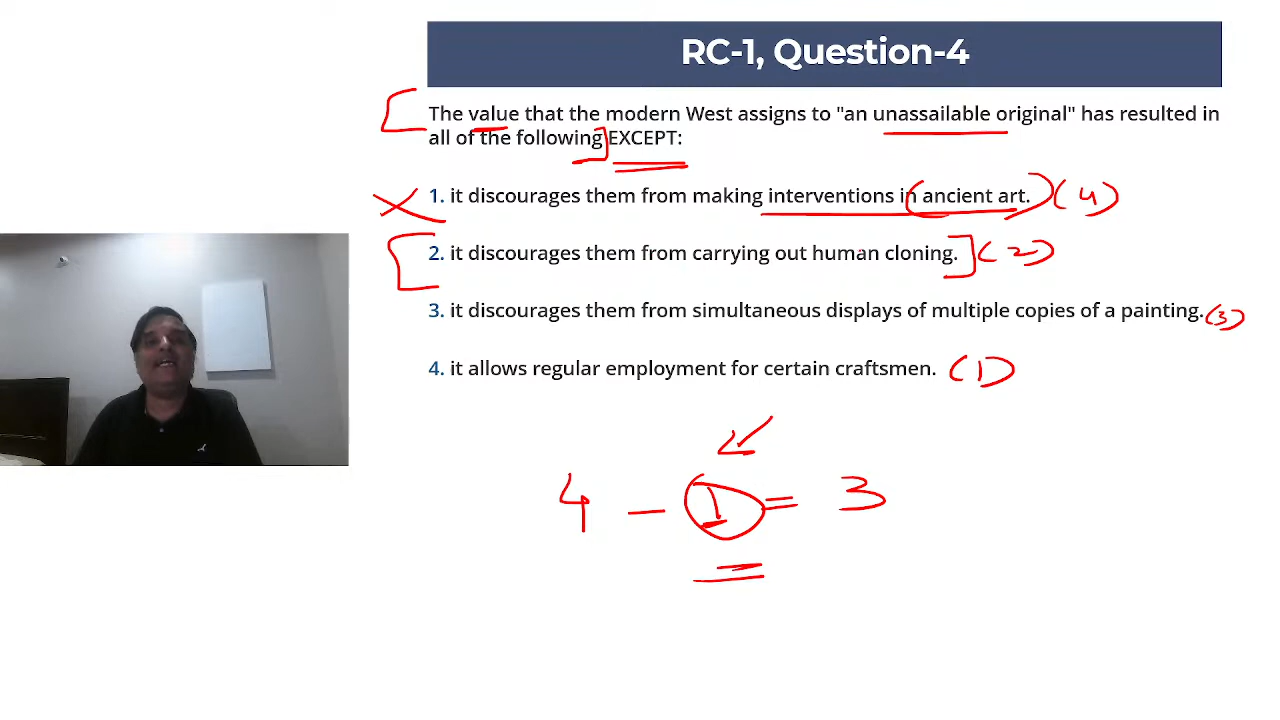 RC-1, Question-4
The value that the modern West assigns to "an unassailable original" has resulted in
all of the following EXCEPT:
1. it discourages them from making interventions in ancient art. (4)
2. it discourages them from carrying out human cloning. (2)
3. it discourages them from simultaneous displays of multiple copies of a painting. (3)
4. it allows regular employment for certain craftsmen. (1)
4 - 1 = 3